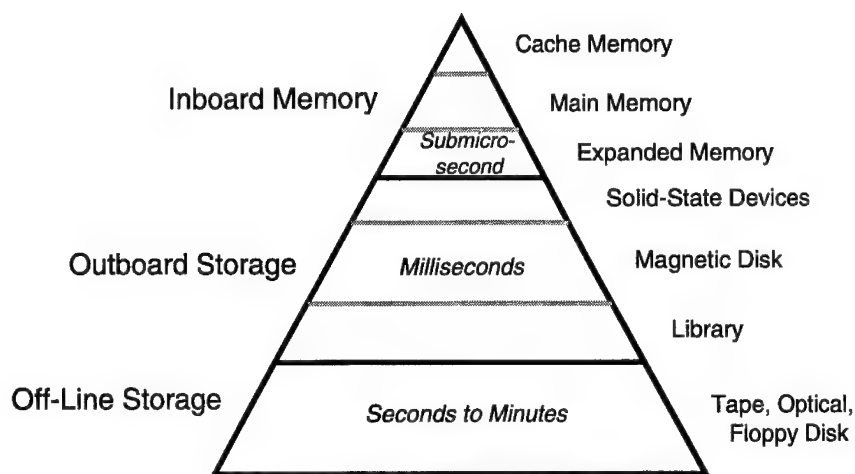 Cache Memory
Inboard Memory
Main Memory
Submicro-
second
Expanded Memory
Solid-State Devices
Outboard Storage
Milliseconds
Magnetic Disk
Library
Off-Line Storage
Seconds to Minutes
Tape, Optical,
Floppy Disk